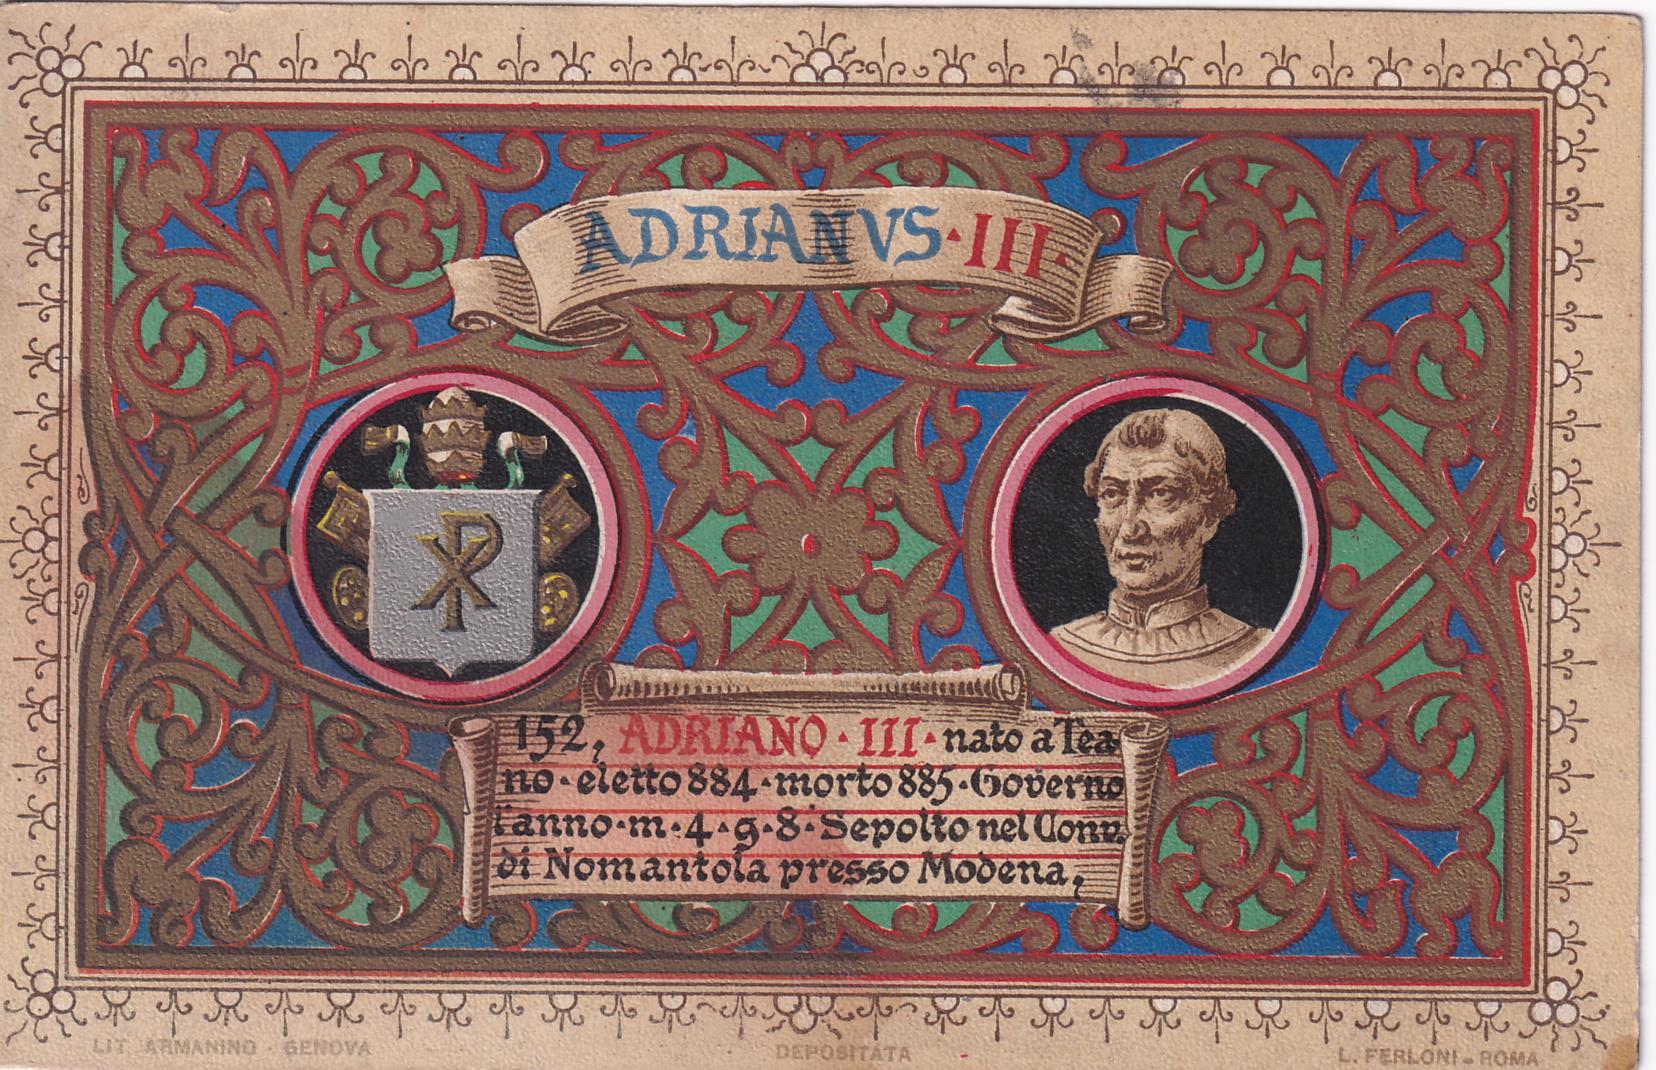 ADRIANVS·III·
152, ADRIANO·III· nato a Tea-
no·eletto 884·morto 885·Governò
l'anno·m·4·g·8·Sepolto nel Conv.
di Nomantola presso Modena,
LIT. ARMANINO - GENOVA
DEPOSITATA
L. FERLONI - ROMA